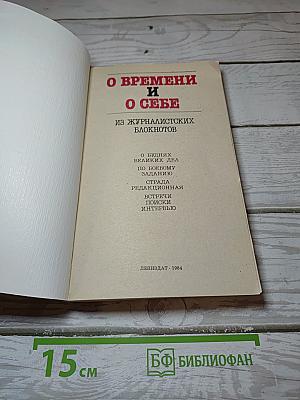 О ВРЕМЕНИ
И
О СЕБЕ
ИЗ ЖУРНАЛИСТСКИХ
БЛОКНОТОВ
О БУДНЯХ
ВЕЛИКИХ ДЕЛ
ПО БОЕВОМУ
ЗАДАНИЮ
СТРАДА
РЕДАКЦИОННАЯ
ВСТРЕЧИ
ПОИСКИ
ИНТЕРВЬЮ
ЛЕНИЗДАТ · 1984
15 см
БФ БИБЛИОФАН